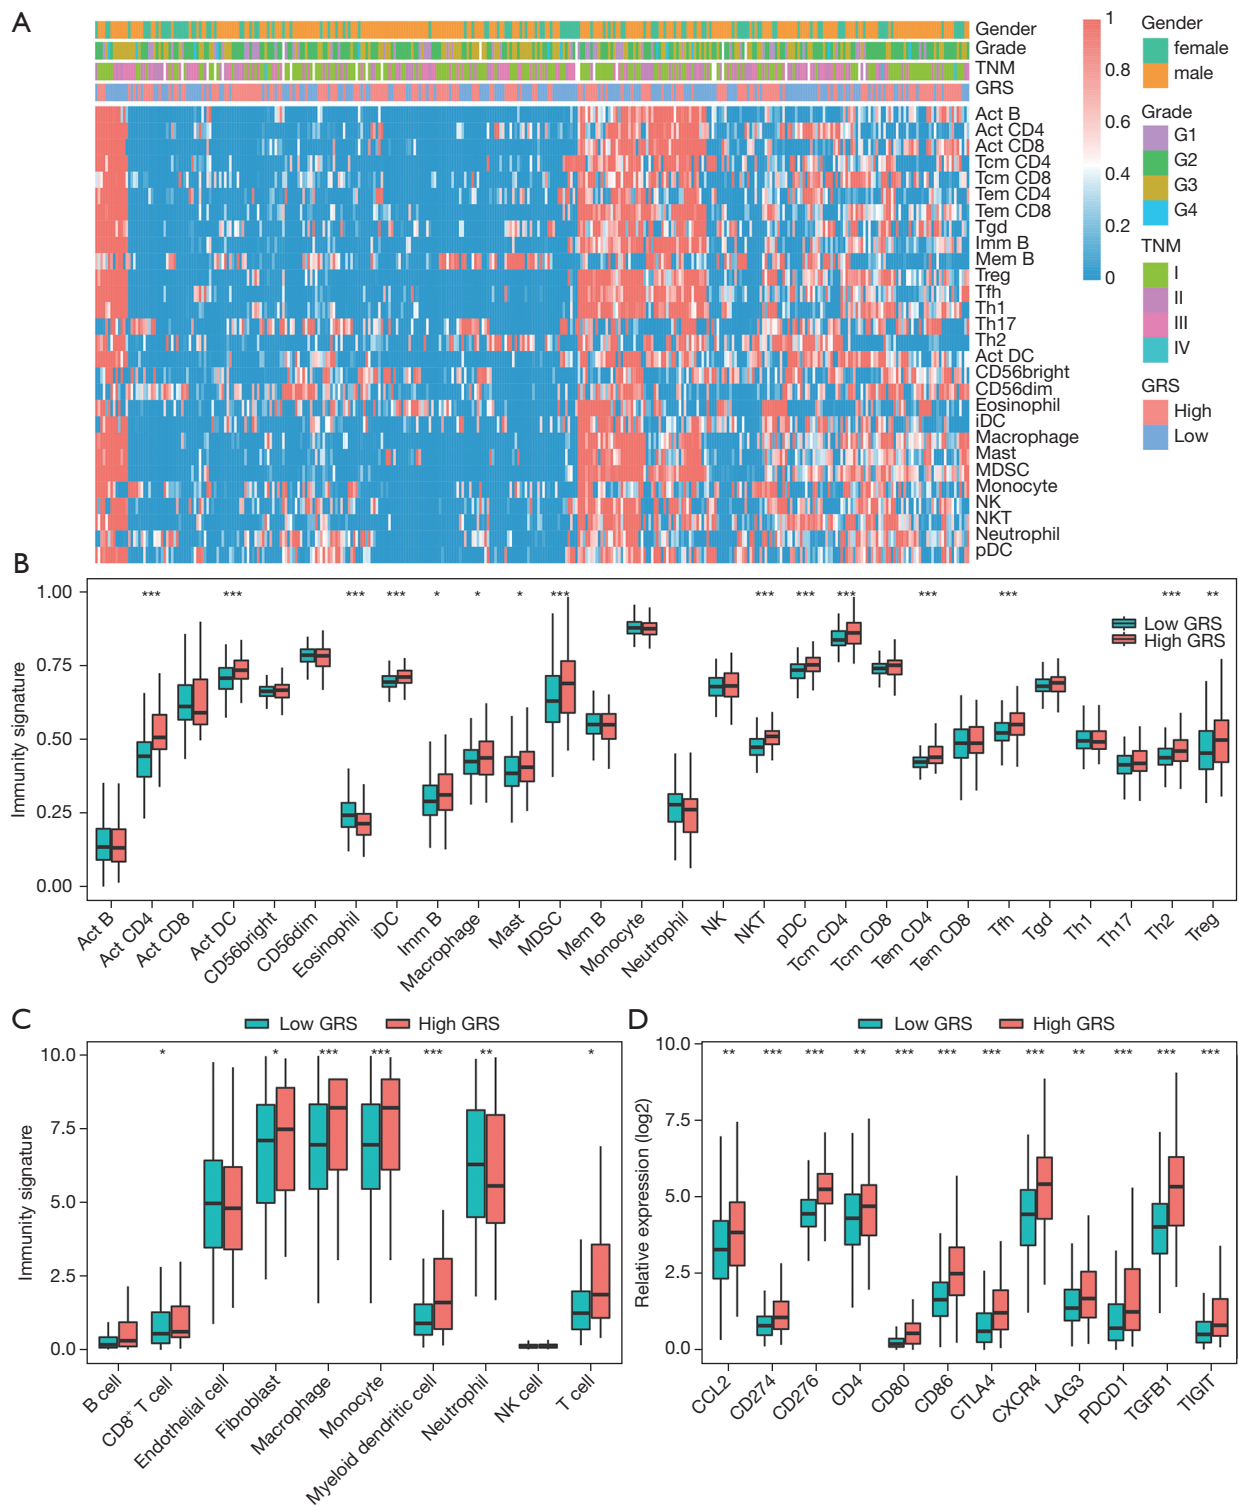 A
Gender
Grade
TNM
GRS
Act B
Act CD4
Act CD8
Tcm CD4
Tcm CD8
Tem CD4
Tem CD8
Tgd
Imm B
Mem B
Treg
Tfh
Th1
Th17
Th2
Act DC
CD56bright
CD56dim
Eosinophil
iDC
Macrophage
Mast
MDSC
Monocyte
NK
NKT
Neutrophil
pDC
1
0.8
0.6
0.4
0.2
0
Gender
female
male
Grade
G1
G2
G3
G4
TNM
I
II
III
IV
GRS
High
Low
B
Immunity signature
1.00
0.75
0.50
0.25
0.00
*** *** *** *** * * * *** *** *** *** *** *** *** **
Low GRS
High GRS
Act B
Act CD4
Act CD8
Act DC
CD56bright
CD56dim
Eosinophil
iDC
Imm B
Macrophage
Mast
MDSC
Mem B
Monocyte
Neutrophil
NK
NKT
pDC
Tcm CD4
Tcm CD8
Tem CD4
Tem CD8
Tfh
Tgd
Th1
Th17
Th2
Treg
C
Low GRS
High GRS
Immunity signature
10.0
7.5
5.0
2.5
0.0
* * *** *** *** ** *
B cell
CD8+ T cell
Endothelial cell
Fibroblast
Macrophage
Monocyte
Myeloid dendritic cell
Neutrophil
NK cell
T cell
D
Low GRS
High GRS
Relative expression (log2)
10.0
7.5
5.0
2.5
0.0
** *** *** ** *** *** *** *** ** *** *** ***
CCL2
CD274
CD276
CD4
CD80
CD86
CTLA4
CXCR4
LAG3
PDCD1
TGFB1
TIGIT